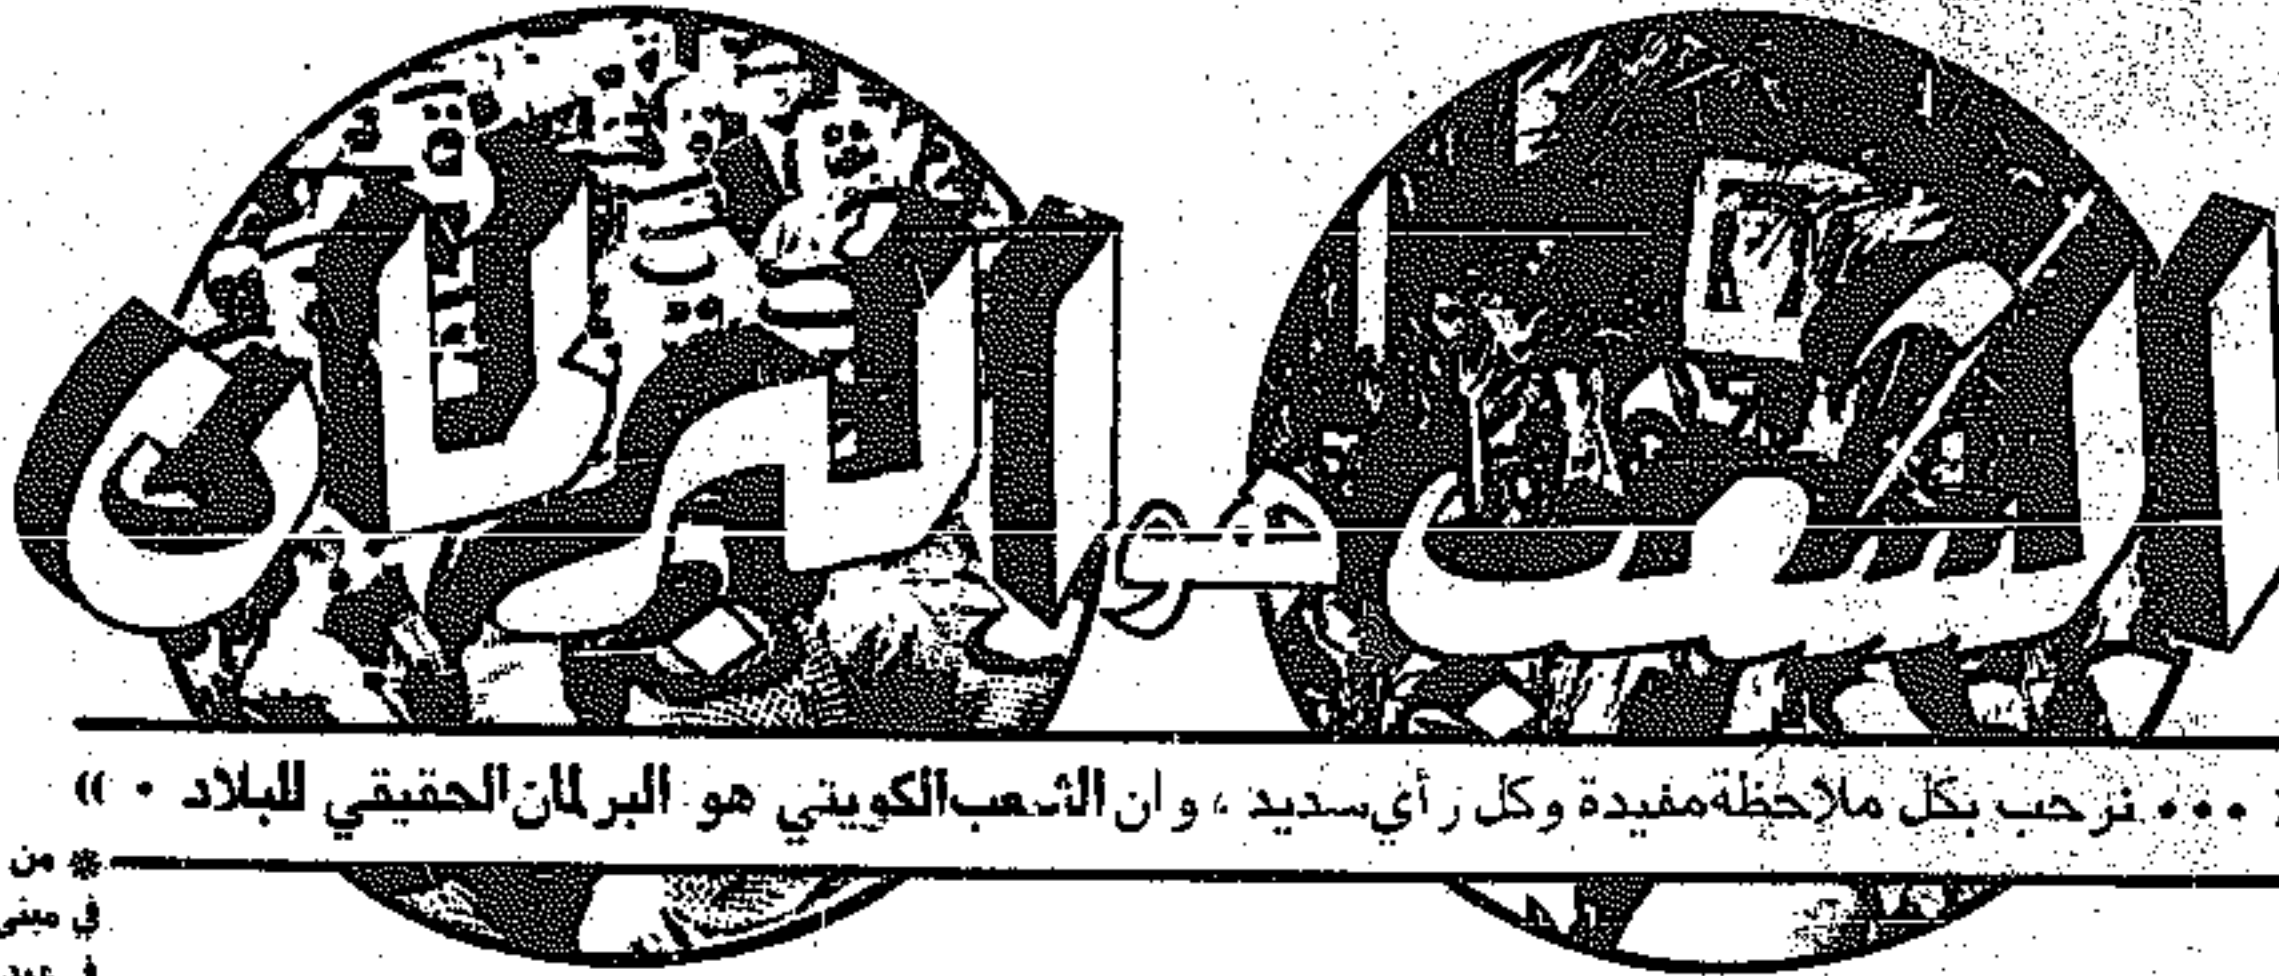 الشعب هو البرلمان
... نرحب بكل ملاحظة مفيدة وكل رأي سديد ، وان الشعب الكويتي هو البرلمان الحقيقي للبلاد . »
* من
في مبنى